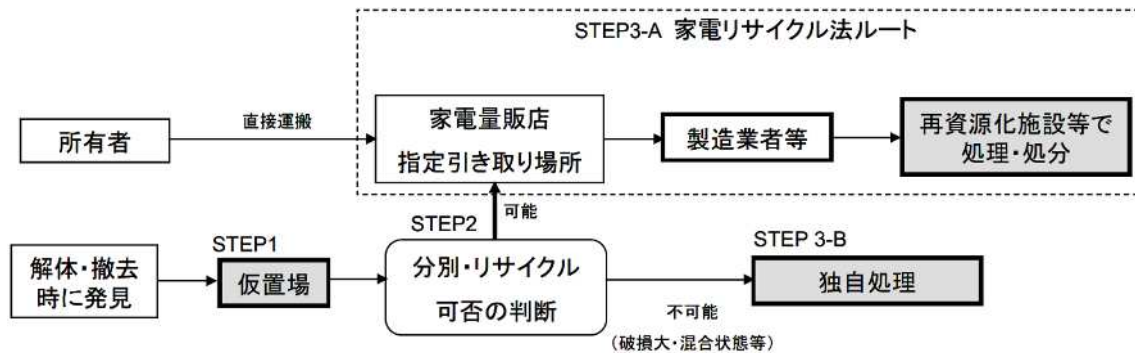 STEP3-A 家電リサイクル法ルート
所有者
直接運搬
家電量販店
指定引き取り場所
製造業者等
再資源化施設等で
処理・処分
可能
STEP1
STEP2
STEP 3-B
解体・撤去
時に発見
仮置場
分別・リサイクル
可否の判断
不可能
(破損大・混合状態等)
独自処理